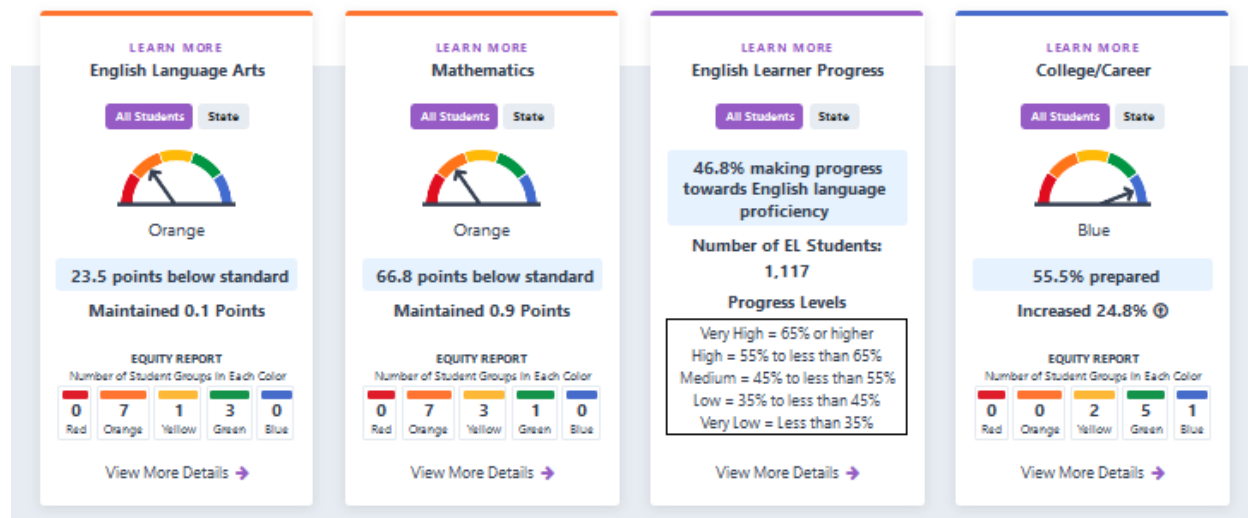 LEARN MORE
English Language Arts
All Students State
Orange
23.5 points below standard
Maintained 0.1 Points
EQUITY REPORT
Number of Student Groups in Each Color
0 7 1 3 0
Red Orange Yellow Green Blue
View More Details →
LEARN MORE
Mathematics
All Students State
Orange
66.8 points below standard
Maintained 0.9 Points
EQUITY REPORT
Number of Student Groups in Each Color
0 7 3 1 0
Red Orange Yellow Green Blue
View More Details →
LEARN MORE
English Learner Progress
All Students State
46.8% making progress
towards English language
proficiency
Number of EL Students:
1,117
Progress Levels
Very High = 65% or higher
High = 55% to less than 65%
Medium = 45% to less than 55%
Low = 35% to less than 45%
Very Low = Less than 35%
View More Details →
LEARN MORE
College/Career
All Students State
Blue
55.5% prepared
Increased 24.8%
EQUITY REPORT
Number of Student Groups in Each Color
0 0 2 5 1
Red Orange Yellow Green Blue
View More Details →